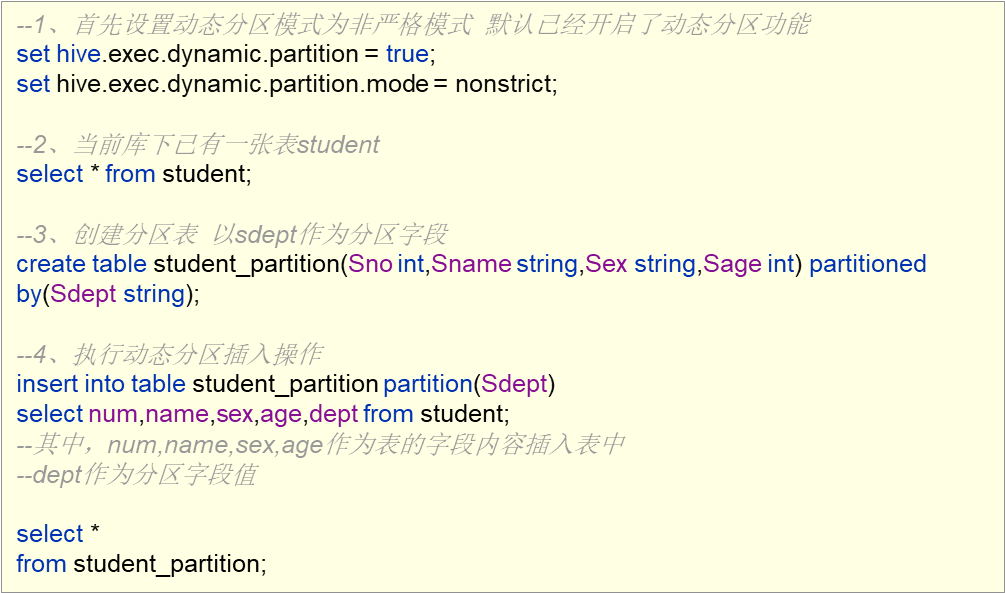 --1、首先设置动态分区模式为非严格模式 默认已经开启了动态分区功能
set hive.exec.dynamic.partition = true;
set hive.exec.dynamic.partition.mode = nonstrict;
--2、当前库下已有一张表student
select * from student;
--3、创建分区表 以sdept作为分区字段
create table student_partition(Sno int,Sname string,Sex string,Sage int) partitioned
by(Sdept string);
--4、执行动态分区插入操作
insert into table student_partition partition(Sdept)
select num,name,sex,age,dept from student;
--其中，num,name,sex,age作为表的字段内容插入表中
--dept作为分区字段值
select *
from student_partition;